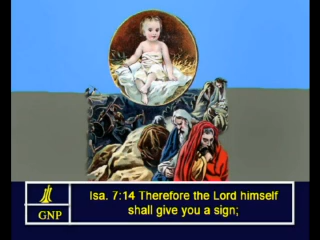 Isa. 7:14 Therefore the Lord himself
shall give you a sign;
GNP